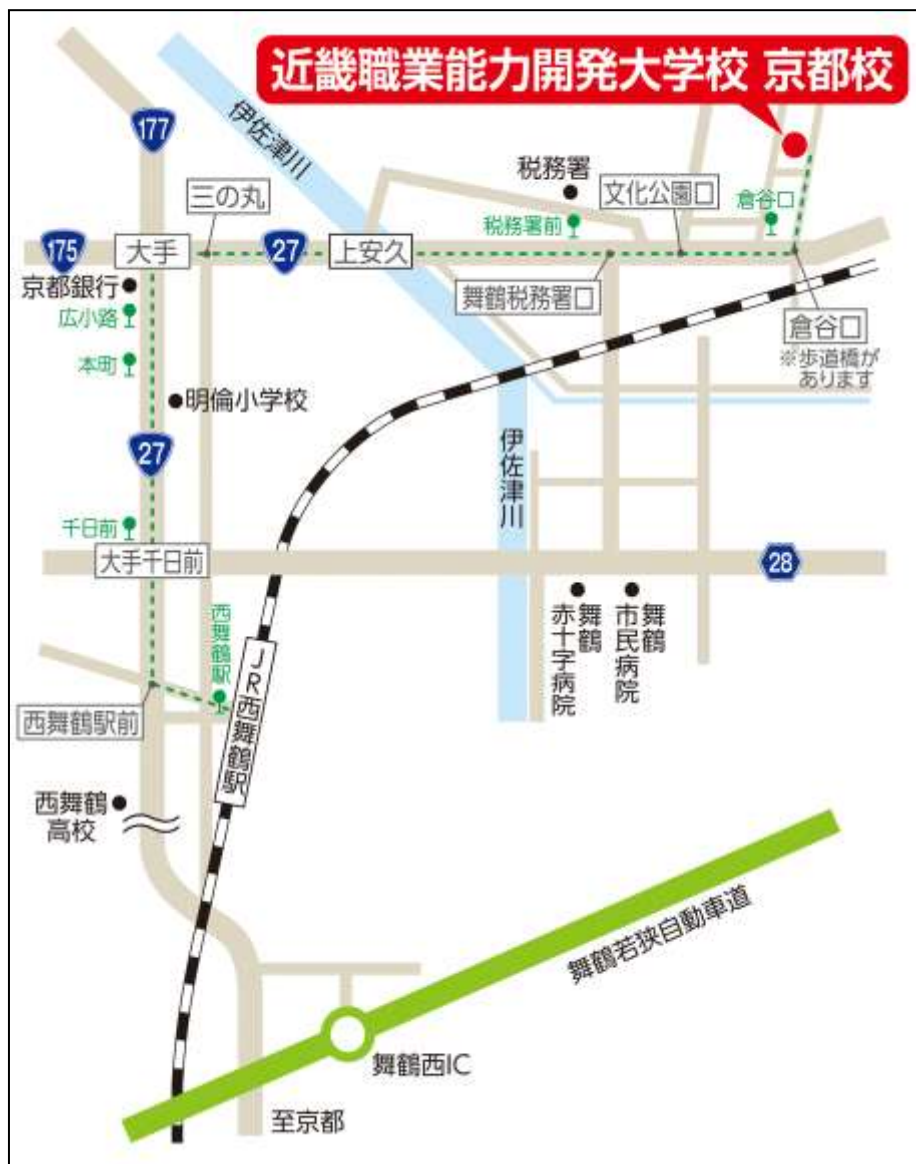 近畿職業能力開発大学校 京都校
177
伊佐津川
税務署
三の丸
文化公園口
倉谷口
税務署前
175
大手
27
上安久
京都銀行
舞鶴税務署口
倉谷口
広小路
※歩道橋が
あります
本町
明倫小学校
27
伊佐津川
千日前
大手千日前
28
西舞鶴駅
舞鶴
赤十字病院
舞鶴
市民病院
JR西舞鶴駅
西舞鶴駅前
西舞鶴
高校
舞鶴若狭自動車道
舞鶴西IC
至京都